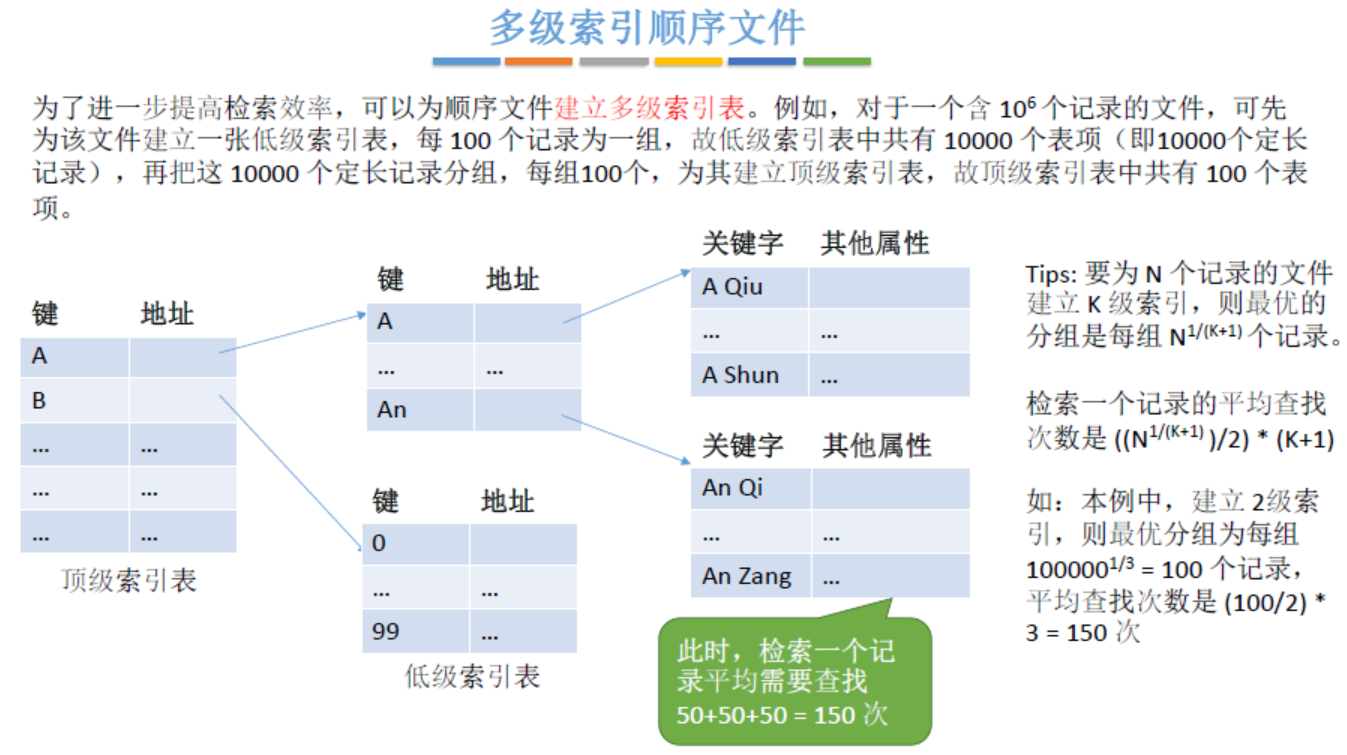 多级索引顺序文件
为了进一步提高检索效率，可以为顺序文件建立多级索引表。例如，对于一个含 10⁶ 个记录的文件，可先
为该文件建立一张低级索引表，每 100 个记录为一组，故低级索引表中共有 10000 个表项（即10000个定长
记录），再把这 10000 个定长记录分组，每组100个，为其建立顶级索引表，故顶级索引表中共有 100 个表
项。
键 地址
A
B
... ...
... ...
... ...
顶级索引表
键 地址
A
... ...
An
键 地址
0
... ...
99 ...
低级索引表
关键字 其他属性
A Qiu
... ...
A Shun ...
关键字 其他属性
An Qi
... ...
An Zang ...
此时，检索一个记
录平均需要查找
50+50+50 = 150 次
Tips: 要为 N 个记录的文件
建立 K 级索引，则最优的
分组是每组 N^1/(K+1) 个记录。
检索一个记录的平均查找
次数是 ((N^1/(K+1) )/2) * (K+1)
如：本例中，建立 2级索
引，则最优分组为每组
100000^1/3 = 100 个记录，
平均查找次数是 (100/2) *
3 = 150 次